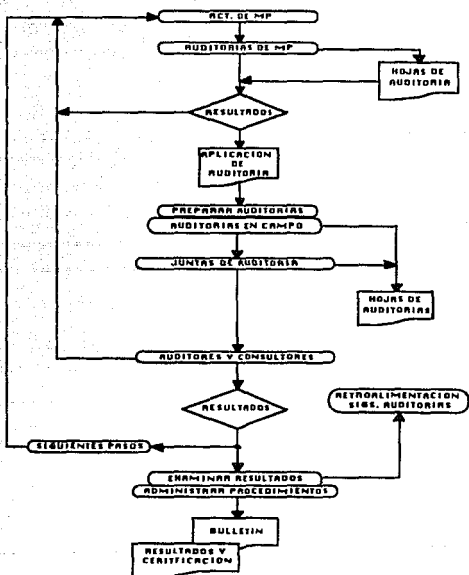 ACT. DE MP
AUDITORIAS DE MP
HOJAS DE
AUDITORIA
RESULTADOS
APLICACION
DE
AUDITORIA
PREPARAR AUDITORIAS
AUDITORIAS EN CAMPO
JUNTAS DE AUDITORIA
HOJAS DE
AUDITORIAS
AUDITORES Y CONSULTORES
RESULTADOS
RETROALIMENTACION
SIGS. AUDITORIAS
SIGUIENTES PASOS
EXAMINAR RESULTADOS
ADMINISTRAR PROCEDIMIENTOS
BULLETIN
RESULTADOS Y
CERITFICACION